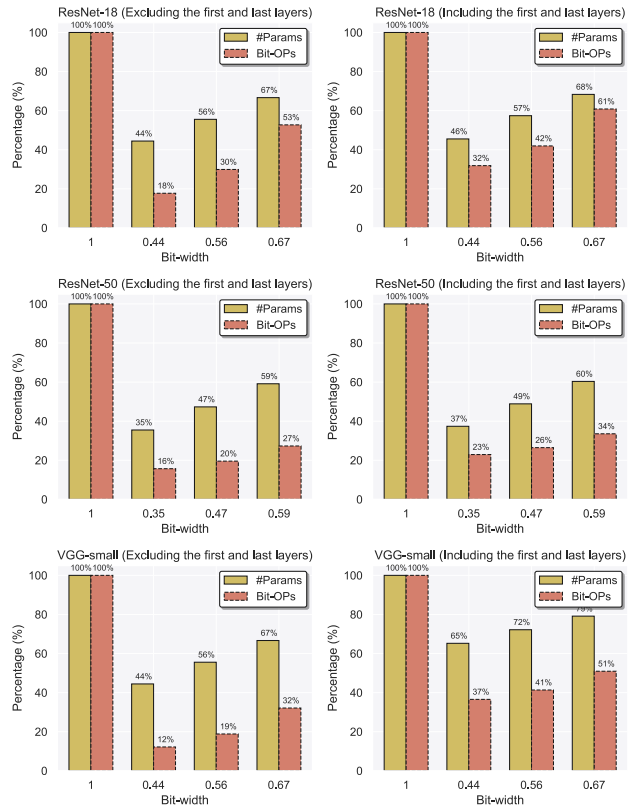 ResNet-18 (Excluding the first and last layers)
100% 100%
#Params
Bit-OPs
Percentage (%)
100
80
60
40
20
0
44%
18%
56%
30%
67%
53%
1 0.44 0.56 0.67
Bit-width
ResNet-18 (Including the first and last layers)
100% 100%
#Params
Bit-OPs
Percentage (%)
100
80
60
40
20
0
46%
32%
57%
42%
68%
61%
1 0.44 0.56 0.67
Bit-width
ResNet-50 (Excluding the first and last layers)
100% 100%
#Params
Bit-OPs
Percentage (%)
100
80
60
40
20
0
35%
16%
47%
20%
59%
27%
1 0.35 0.47 0.59
Bit-width
ResNet-50 (Including the first and last layers)
100% 100%
#Params
Bit-OPs
Percentage (%)
100
80
60
40
20
0
37%
23%
49%
26%
60%
34%
1 0.35 0.47 0.59
Bit-width
VGG-small (Excluding the first and last layers)
100% 100%
#Params
Bit-OPs
Percentage (%)
100
80
60
40
20
0
44%
12%
56%
19%
67%
32%
1 0.44 0.56 0.67
Bit-width
VGG-small (Including the first and last layers)
100% 100%
#Params
Bit-OPs
Percentage (%)
100
80
60
40
20
0
65%
37%
72%
41%
79%
51%
1 0.44 0.56 0.67
Bit-width